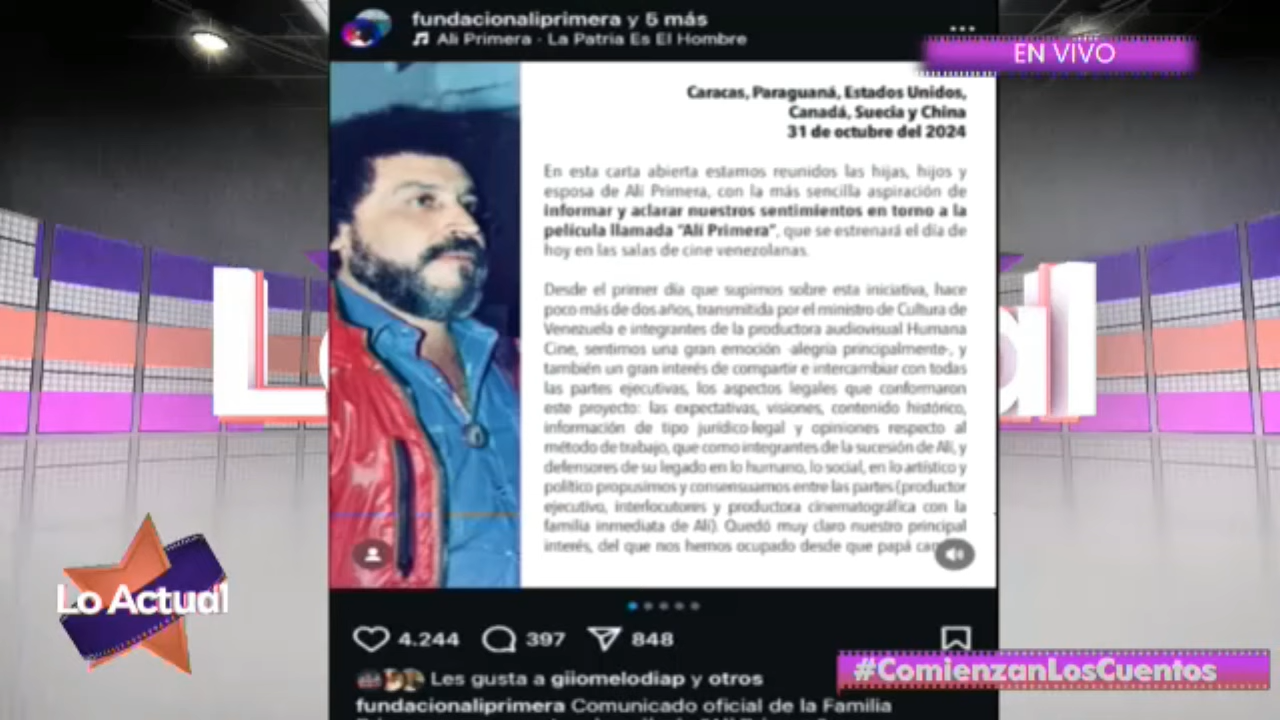 fundacionaliprimera y 5 más
Ali Primera · La Patria Es El Hombre
EN VIVO
Caracas, Paraguaná, Estados Unidos,
Canadá, Suecia y China
31 de octubre del 2024
En esta carta abierta estamos reunidos las hijas, hijos y
esposa de Alí Primera, con la más sencilla aspiración de
informar y aclarar nuestros sentimientos en torno a la
película llamada "Alí Primera", que se estrenará el día de
hoy en las salas de cine venezolanas.
Desde el primer día que supimos sobre esta iniciativa, hace
poco más de dos años, transmitida por el ministro de Cultura de
Venezuela e integrantes de la productora audiovisual Humana
Cine, sentimos una gran emoción -alegría principalmente-, y
también un gran interés de compartir e intercambiar con todas
las partes ejecutivas, los aspectos legales que conformaron
este proyecto: las expectativas, visiones, contenido histórico,
información de tipo jurídico-legal y opiniones respecto al
método de trabajo, que como integrantes de la sucesión de Alí, y
defensores de su legado en lo humano, lo social, en lo artístico y
político propusimos y consensuamos entre las partes (productor
ejecutivo, interlocutores y productora cinematográfica con la
familia inmediata de Alí). Quedó muy claro nuestro principal
interés, del que nos hemos ocupado desde que papá
4.244 397 848
Les gusta a giiomelodiap y otros
fundacionaliprimera Comunicado oficial de la Familia
Lo Actual
#ComienzanLosCuentos